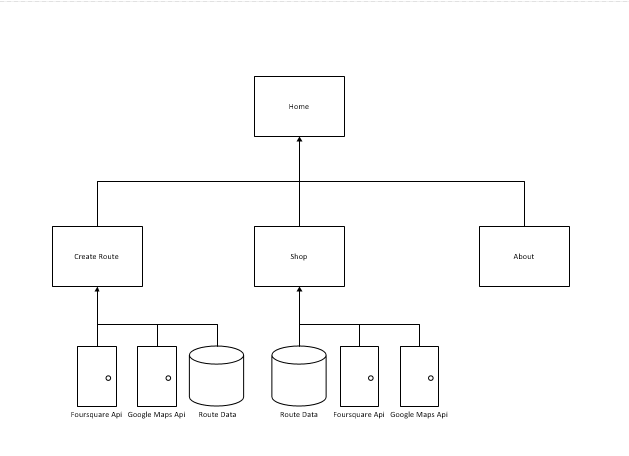 Home
Create Route
Shop
About
Foursquare Api
Google Maps Api
Route Data
Route Data
Foursquare Api
Google Maps Api